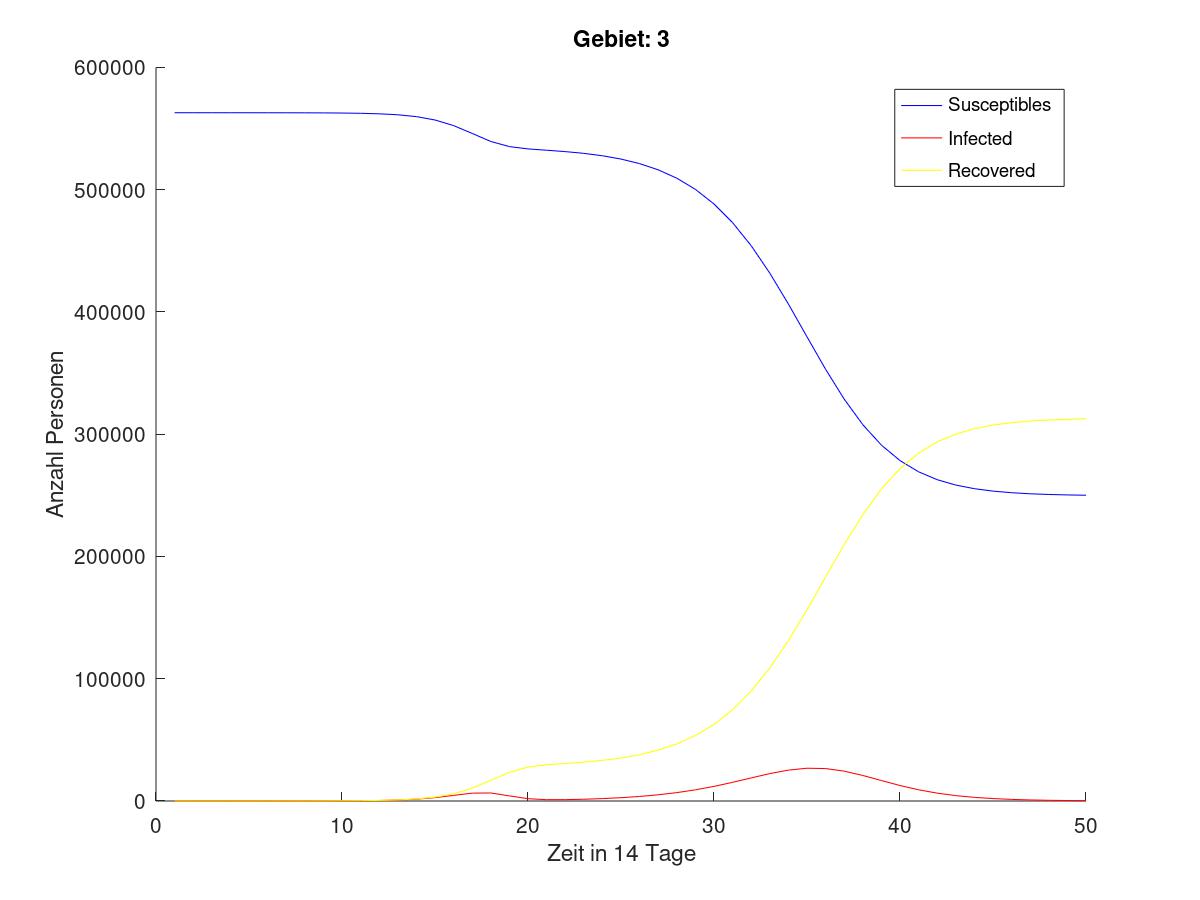 Gebiet: 3
600000
500000
400000
300000
200000
100000
0
Anzahl Personen
Susceptibles
Infected
Recovered
0 10 20 30 40 50
Zeit in 14 Tage